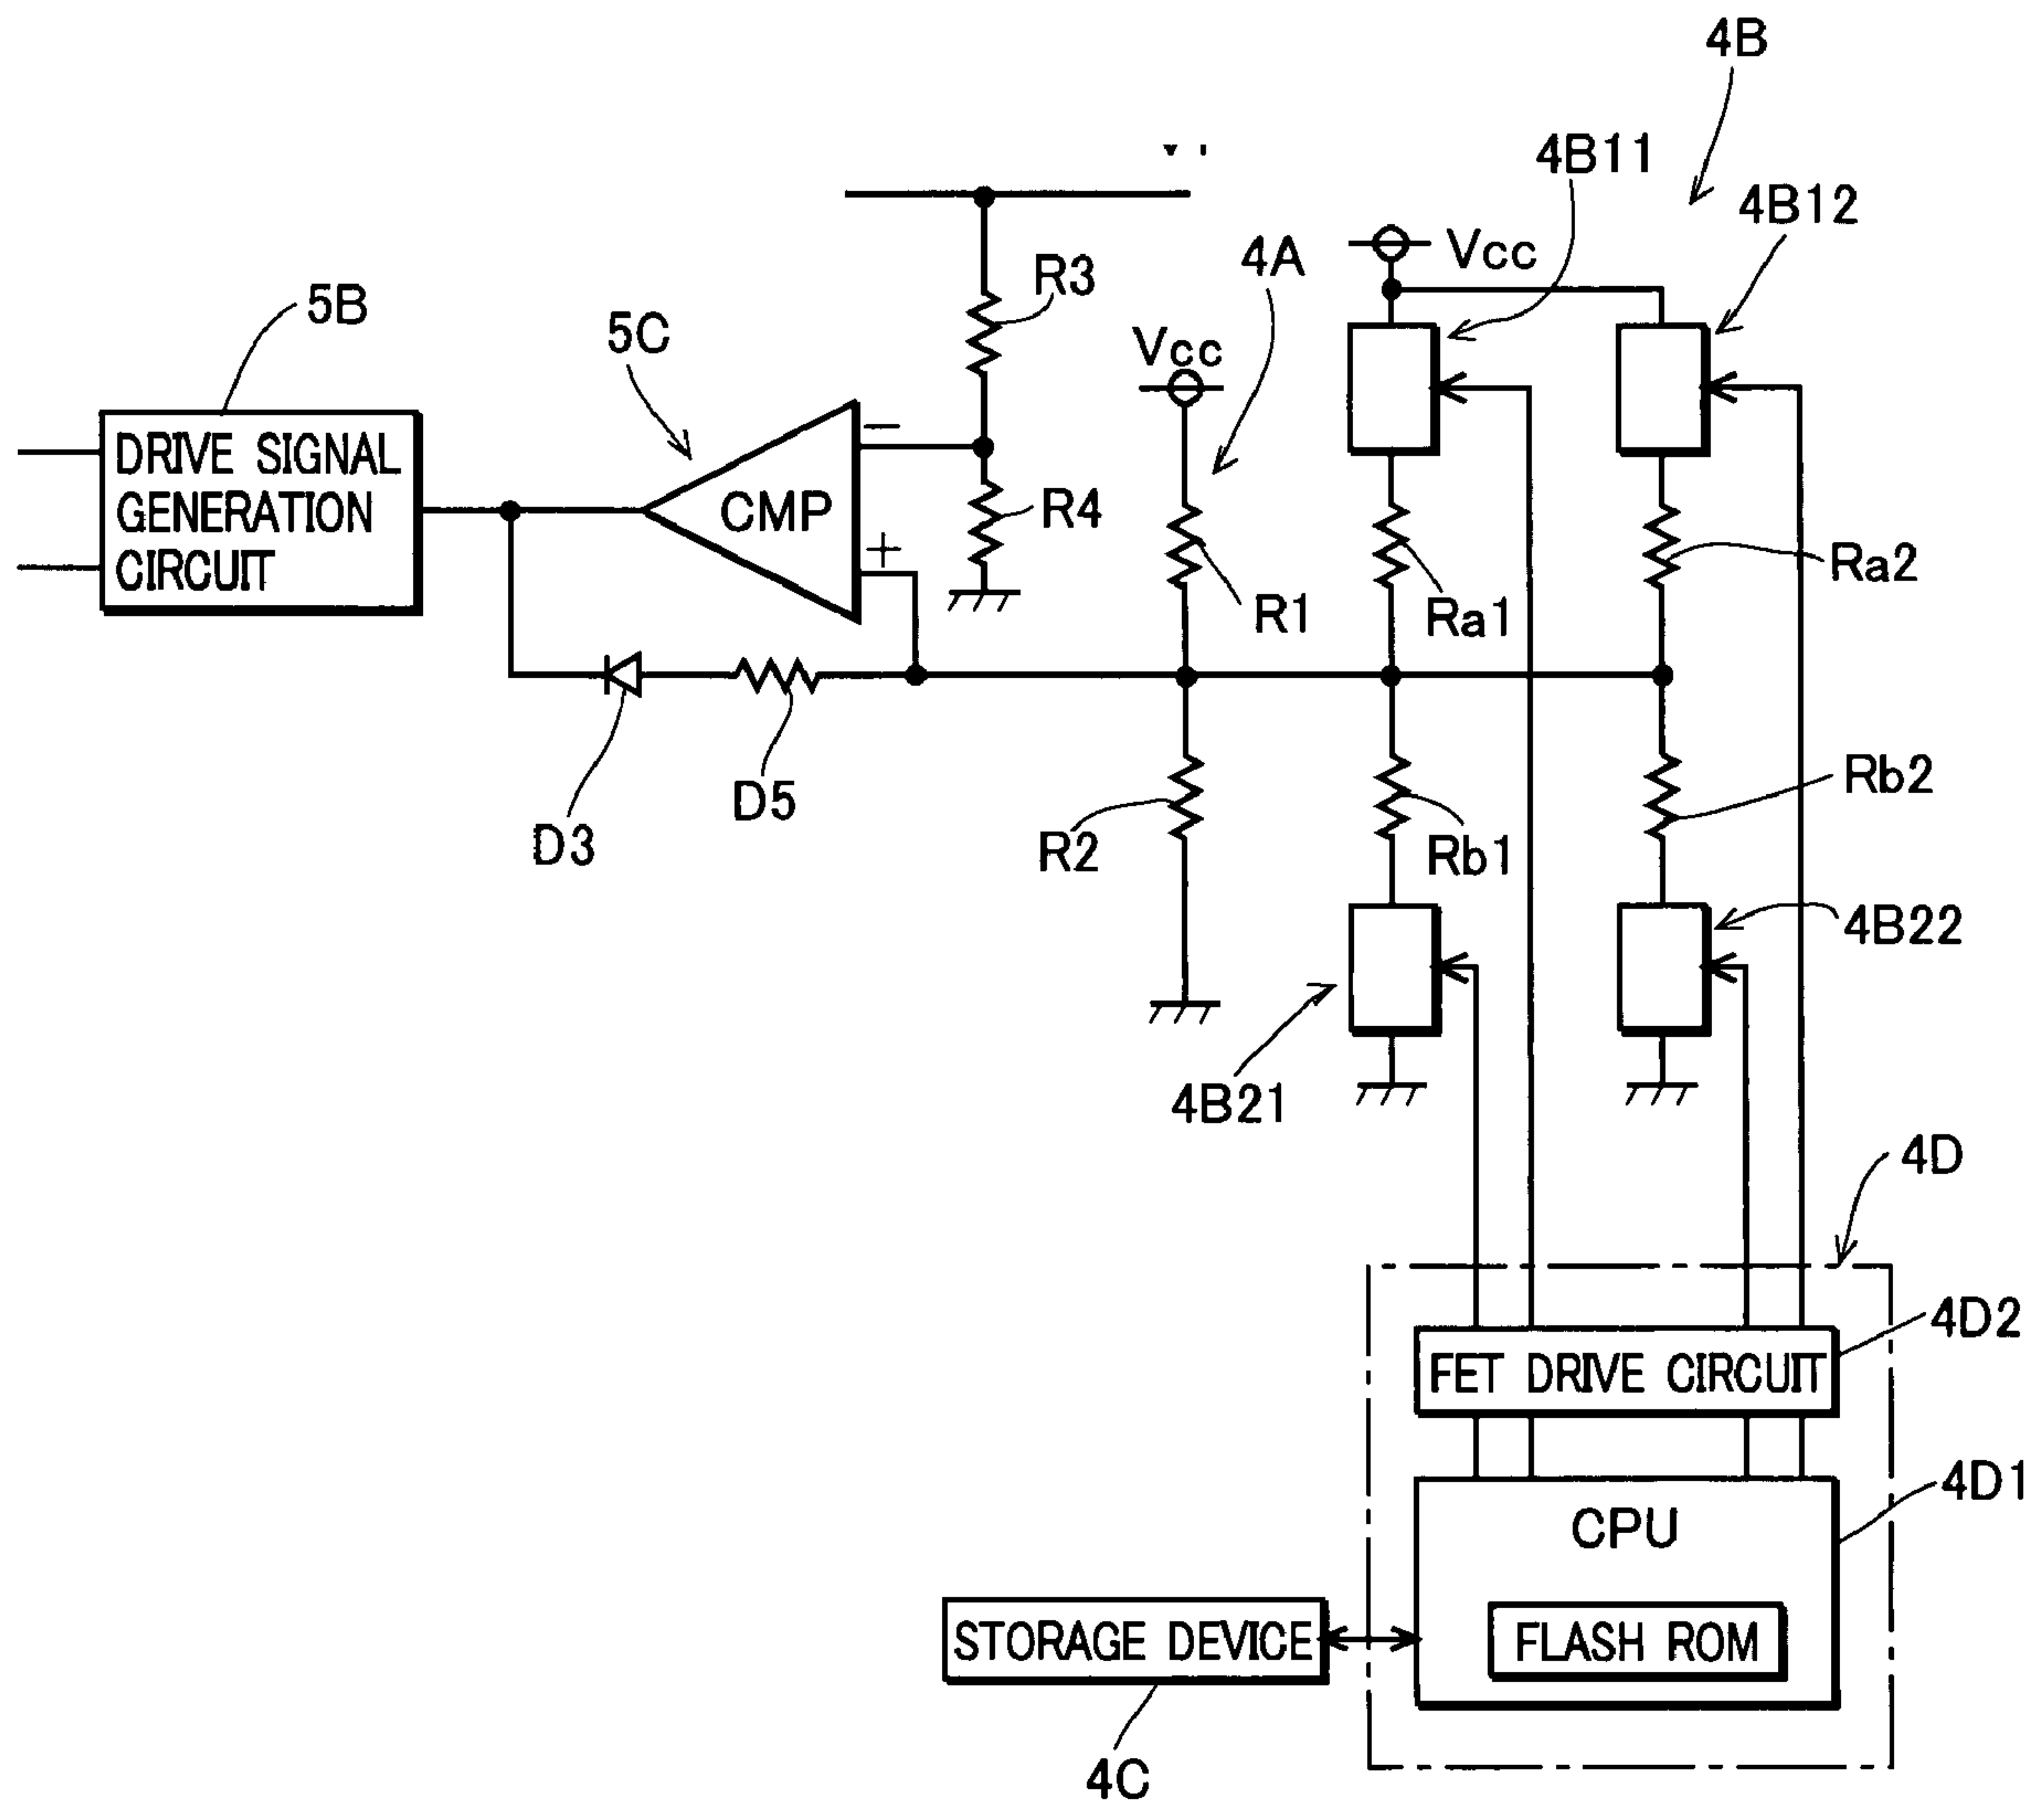 4B
4B11
4B12
Vcc
4A
R3
5B
5C
Vcc
DRIVE SIGNAL
GENERATION
CIRCUIT
CMP
−
+
R4
R1
Ra1
Ra2
D3
D5
R2
Rb1
Rb2
4B21
4B22
4D
4D2
FET DRIVE CIRCUIT
4D1
CPU
FLASH ROM
STORAGE DEVICE
4C